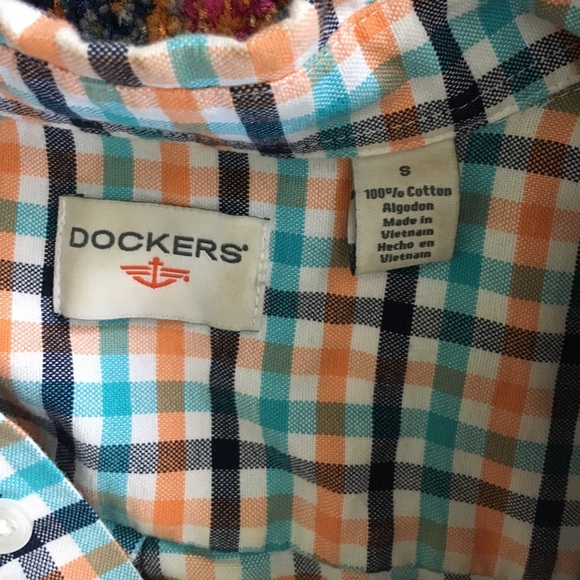 DOCKERS®
S
100% Cotton
Algodon
Made in
Vietnam
Hecho en
Vietnam